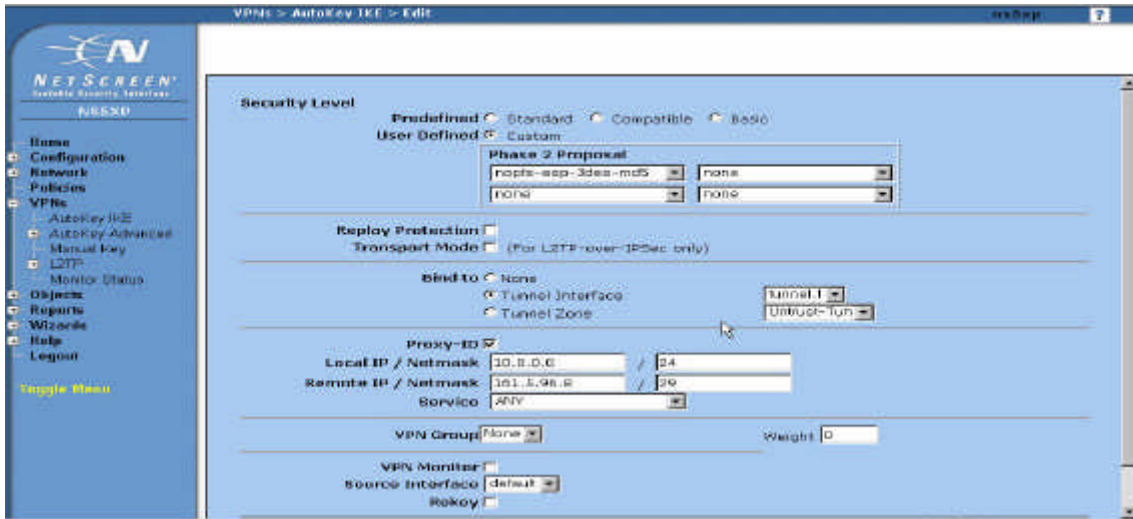 VPNs > AutoKey IKE > Edit
?
NETSCREEN
Scalable Security Solutions
Home
Configuration
Network
Policies
VPNs
AutoKey IKE
AutoKey Advanced
Manual Key
L2TP
Monitor Status
Objects
Reports
Wizards
Help
Logout
Toggle Menu
Security Level
Predefined Standard Compatible Basic
User Defined Custom
Phase 2 Proposal
nopfs-esp-3des-md5 none
none none
Replay Protection
Transport Mode (For L2TP-over-IPSec only)
Bind to None
Tunnel Interface tunnel.1
Tunnel Zone Untrust-Tun
Proxy-ID
Local IP / Netmask / 24
Remote IP / Netmask / 29
Service ANY
VPN Group None Weight 0
VPN Monitor
Source Interface default
Rekey